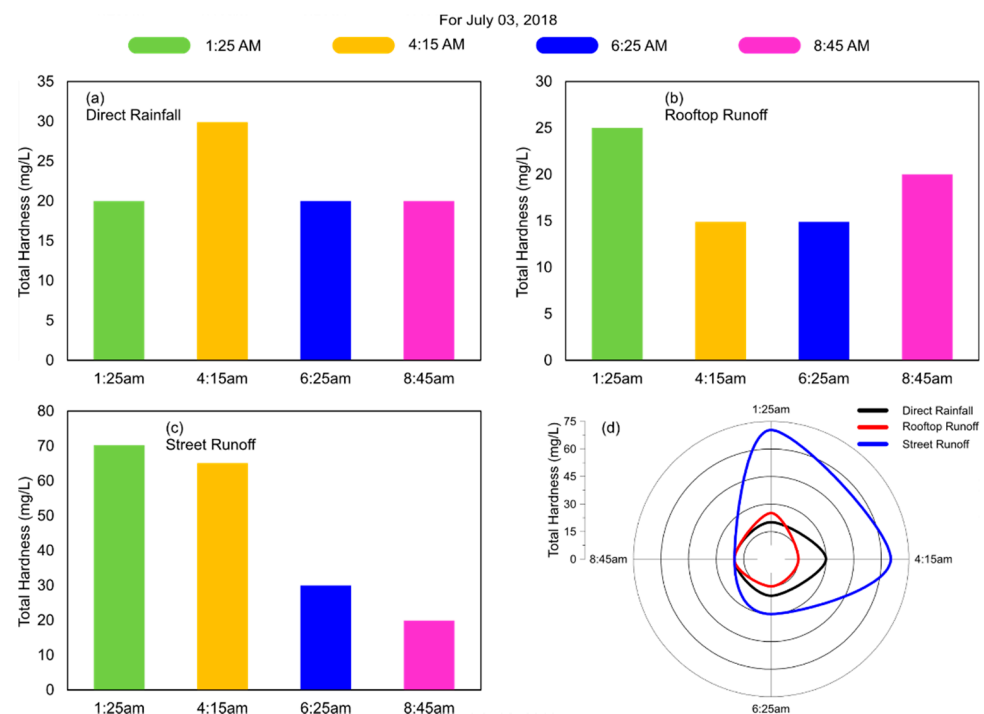 For July 03, 2018
1:25 AM
4:15 AM
6:25 AM
8:45 AM
(a)
Direct Rainfall
Total Hardness (mg/L)
35
30
25
20
15
10
5
0
1:25am
4:15am
6:25am
8:45am
(b)
Rooftop Runoff
Total Hardness (mg/L)
30
25
20
15
10
5
0
1:25am
4:15am
6:25am
8:45am
(c)
Street Runoff
Total Hardness (mg/L)
80
70
60
50
40
30
20
10
0
1:25am
4:15am
6:25am
8:45am
(d)
Direct Rainfall
Rooftop Runoff
Street Runoff
Total Hardness (mg/L)
75
60
45
30
15
0
1:25am
4:15am
6:25am
8:45am